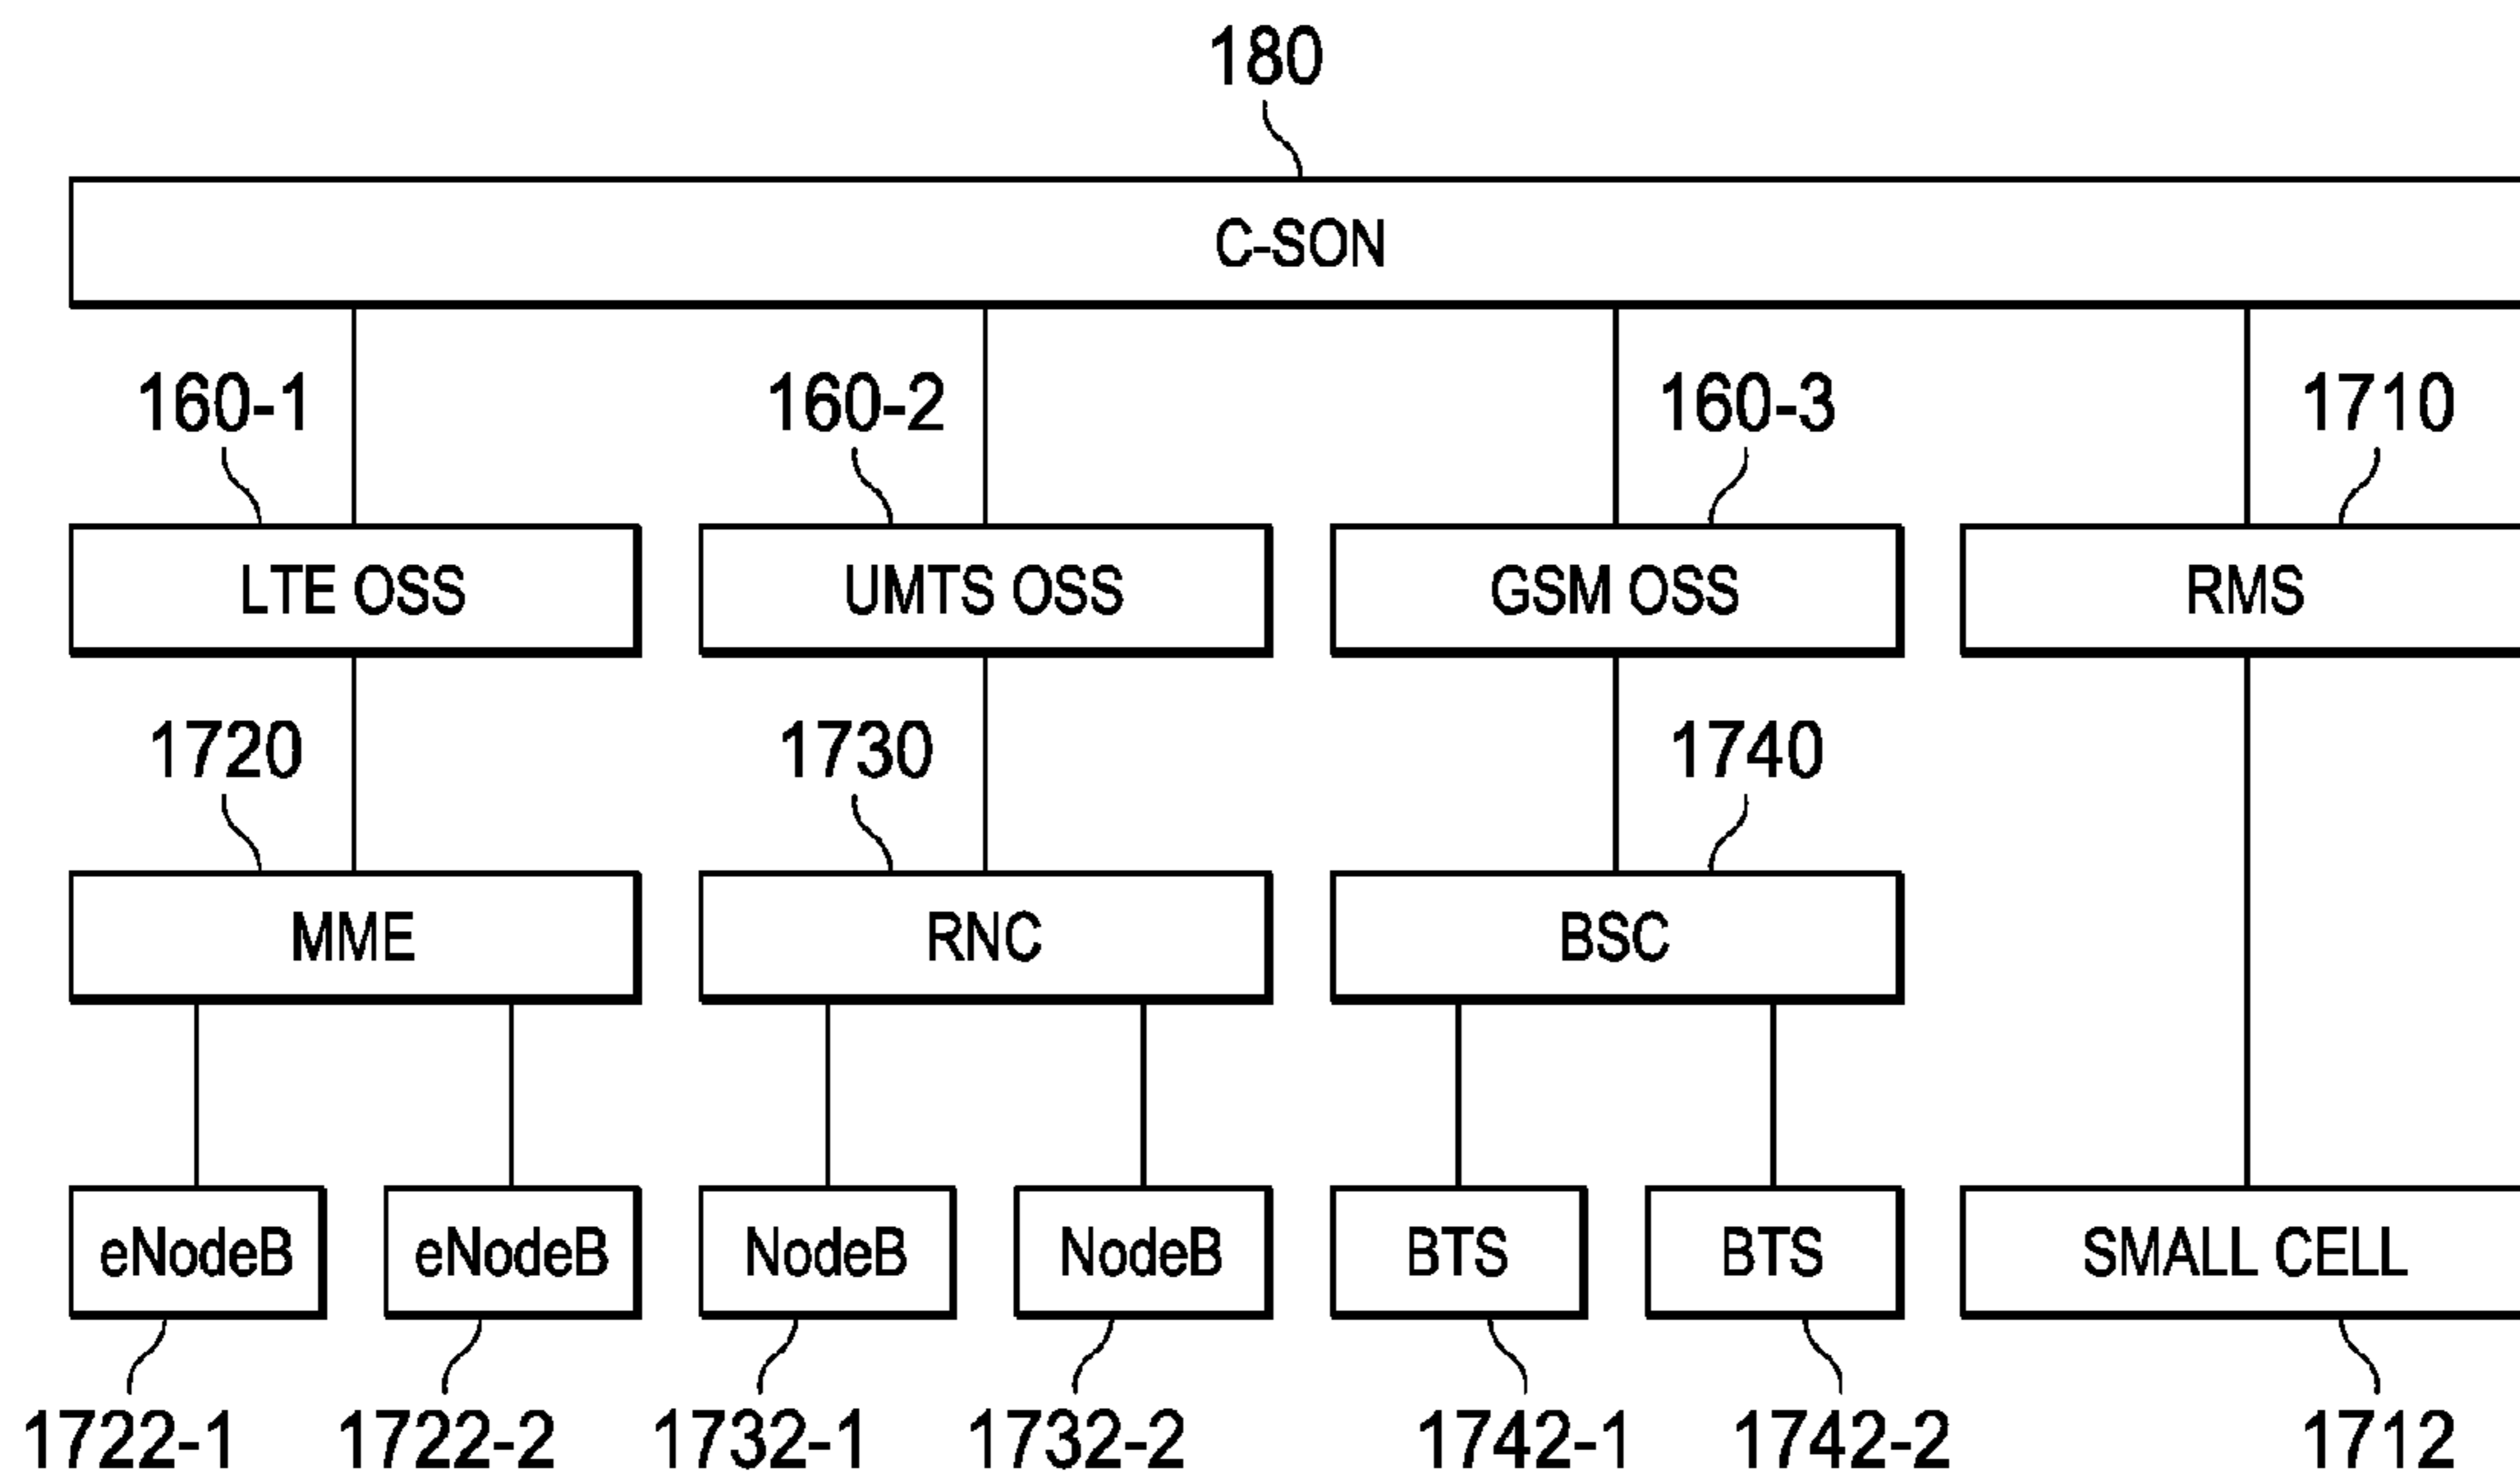 180
C-SON
160-1 160-2 160-3 1710
LTE OSS UMTS OSS GSM OSS RMS
1720 1730 1740
MME RNC BSC
eNodeB eNodeB NodeB NodeB BTS BTS SMALL CELL
1722-1 1722-2 1732-1 1732-2 1742-1 1742-2 1712